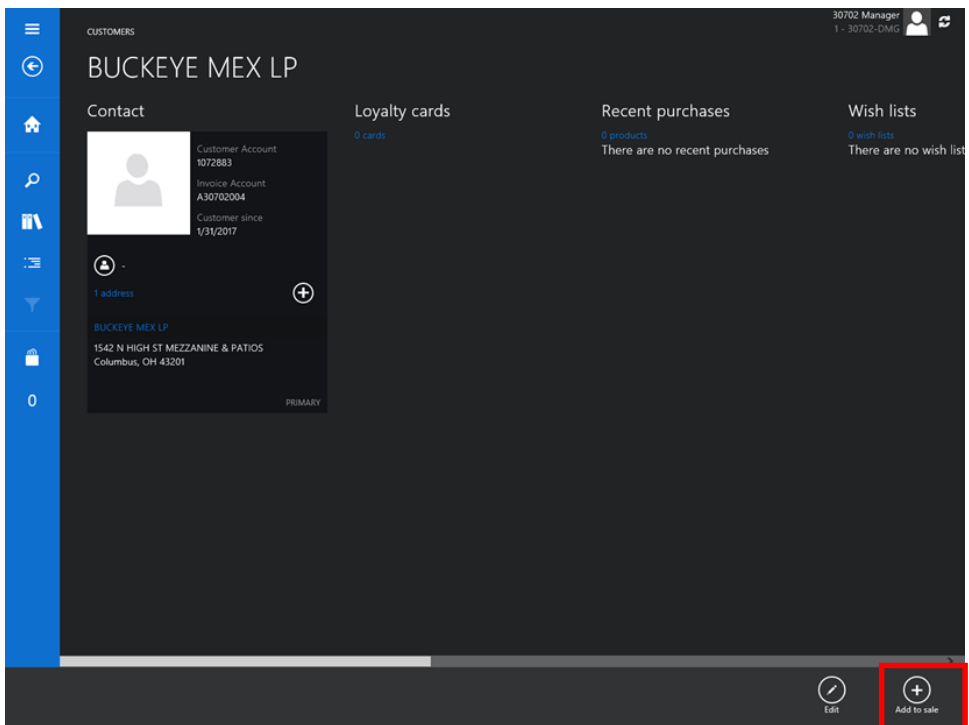 30702 Manager
1 - 30702-DMG
CUSTOMERS
BUCKEYE MEX LP
Contact
Customer Account
1072883
Invoice Account
A30702004
Customer since
1/31/2017
-
1 address
BUCKEYE MEX LP
1542 N HIGH ST MEZZANINE & PATIOS
Columbus, OH 43201
PRIMARY
Loyalty cards
0 cards
Recent purchases
0 products
There are no recent purchases
Wish lists
0 wish lists
There are no wish list
0
Edit
Add to sale